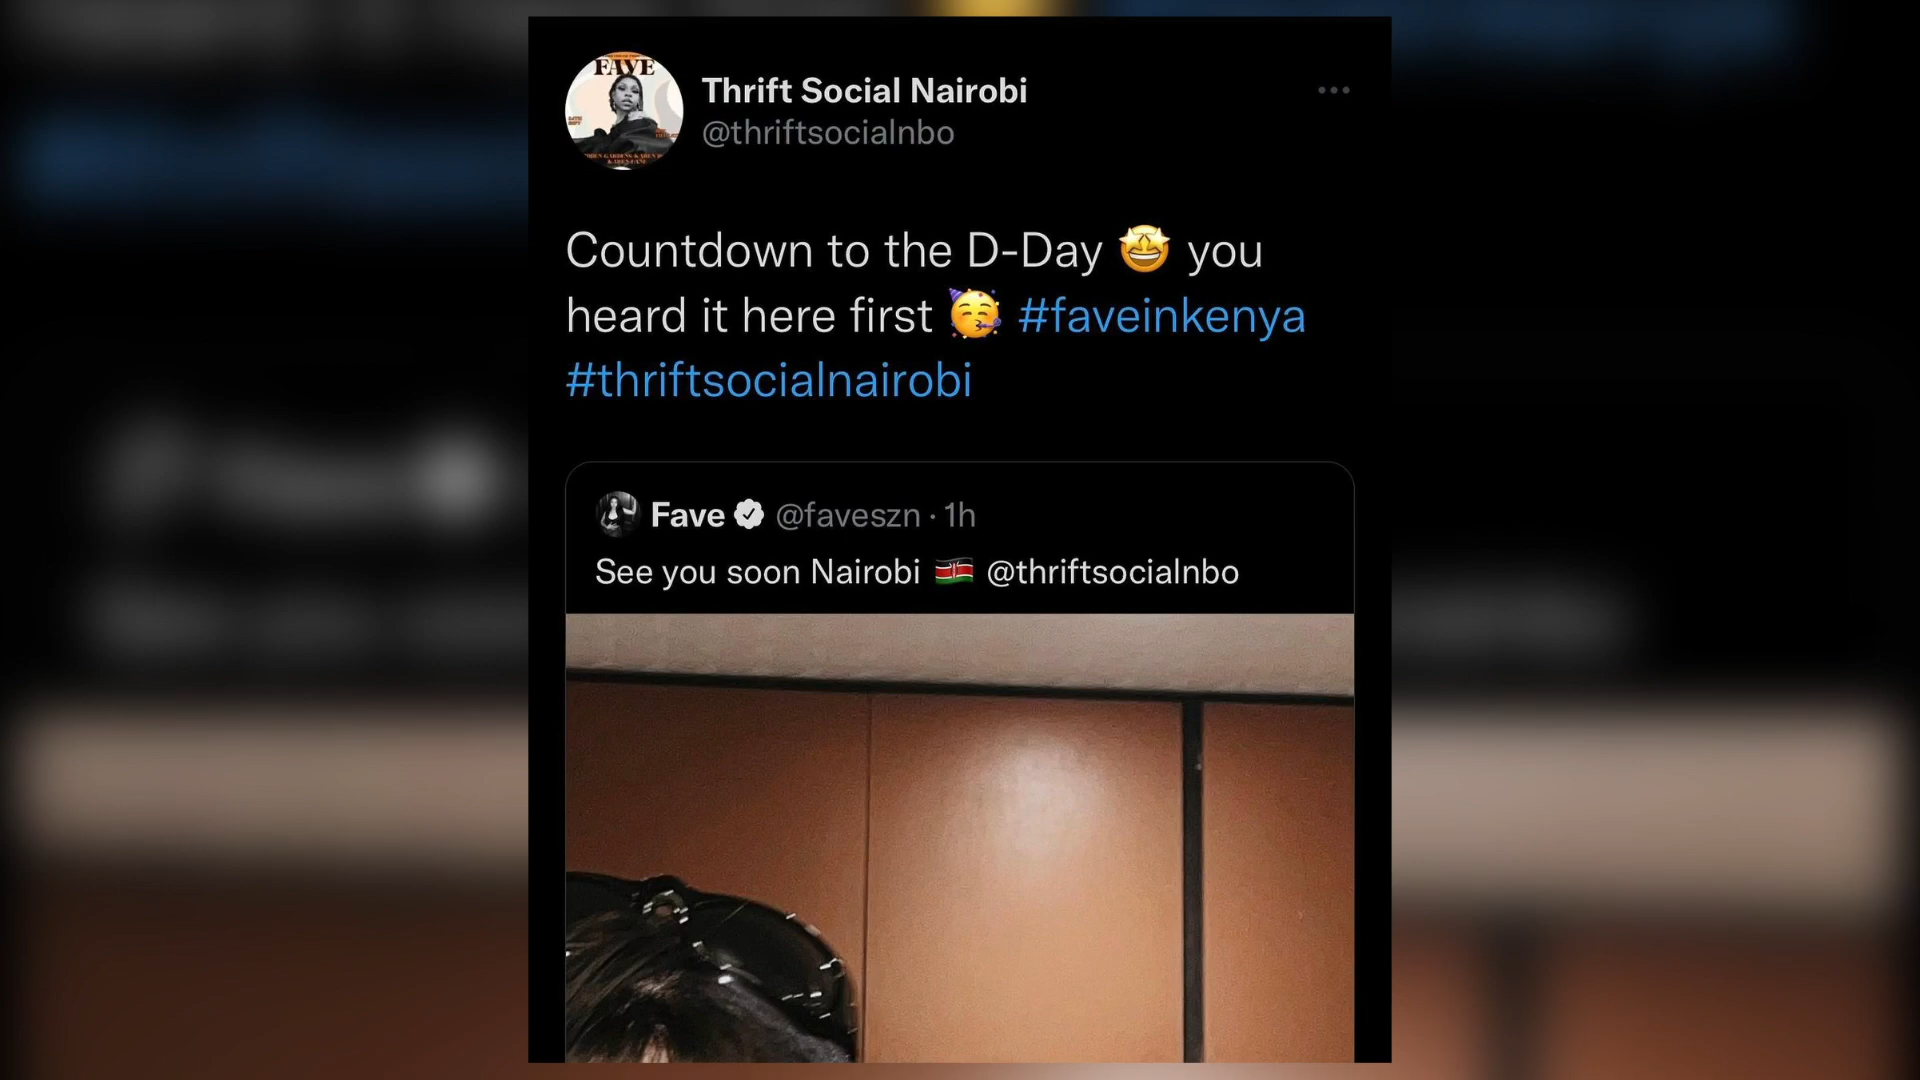 FAVE
Thrift Social Nairobi
@thriftsocialnbo
Countdown to the D-Day 🤩 you
heard it here first 🥳 #faveinkenya
#thriftsocialnairobi
Fave @faveszn · 1h
See you soon Nairobi 🇰🇪 @thriftsocialnbo